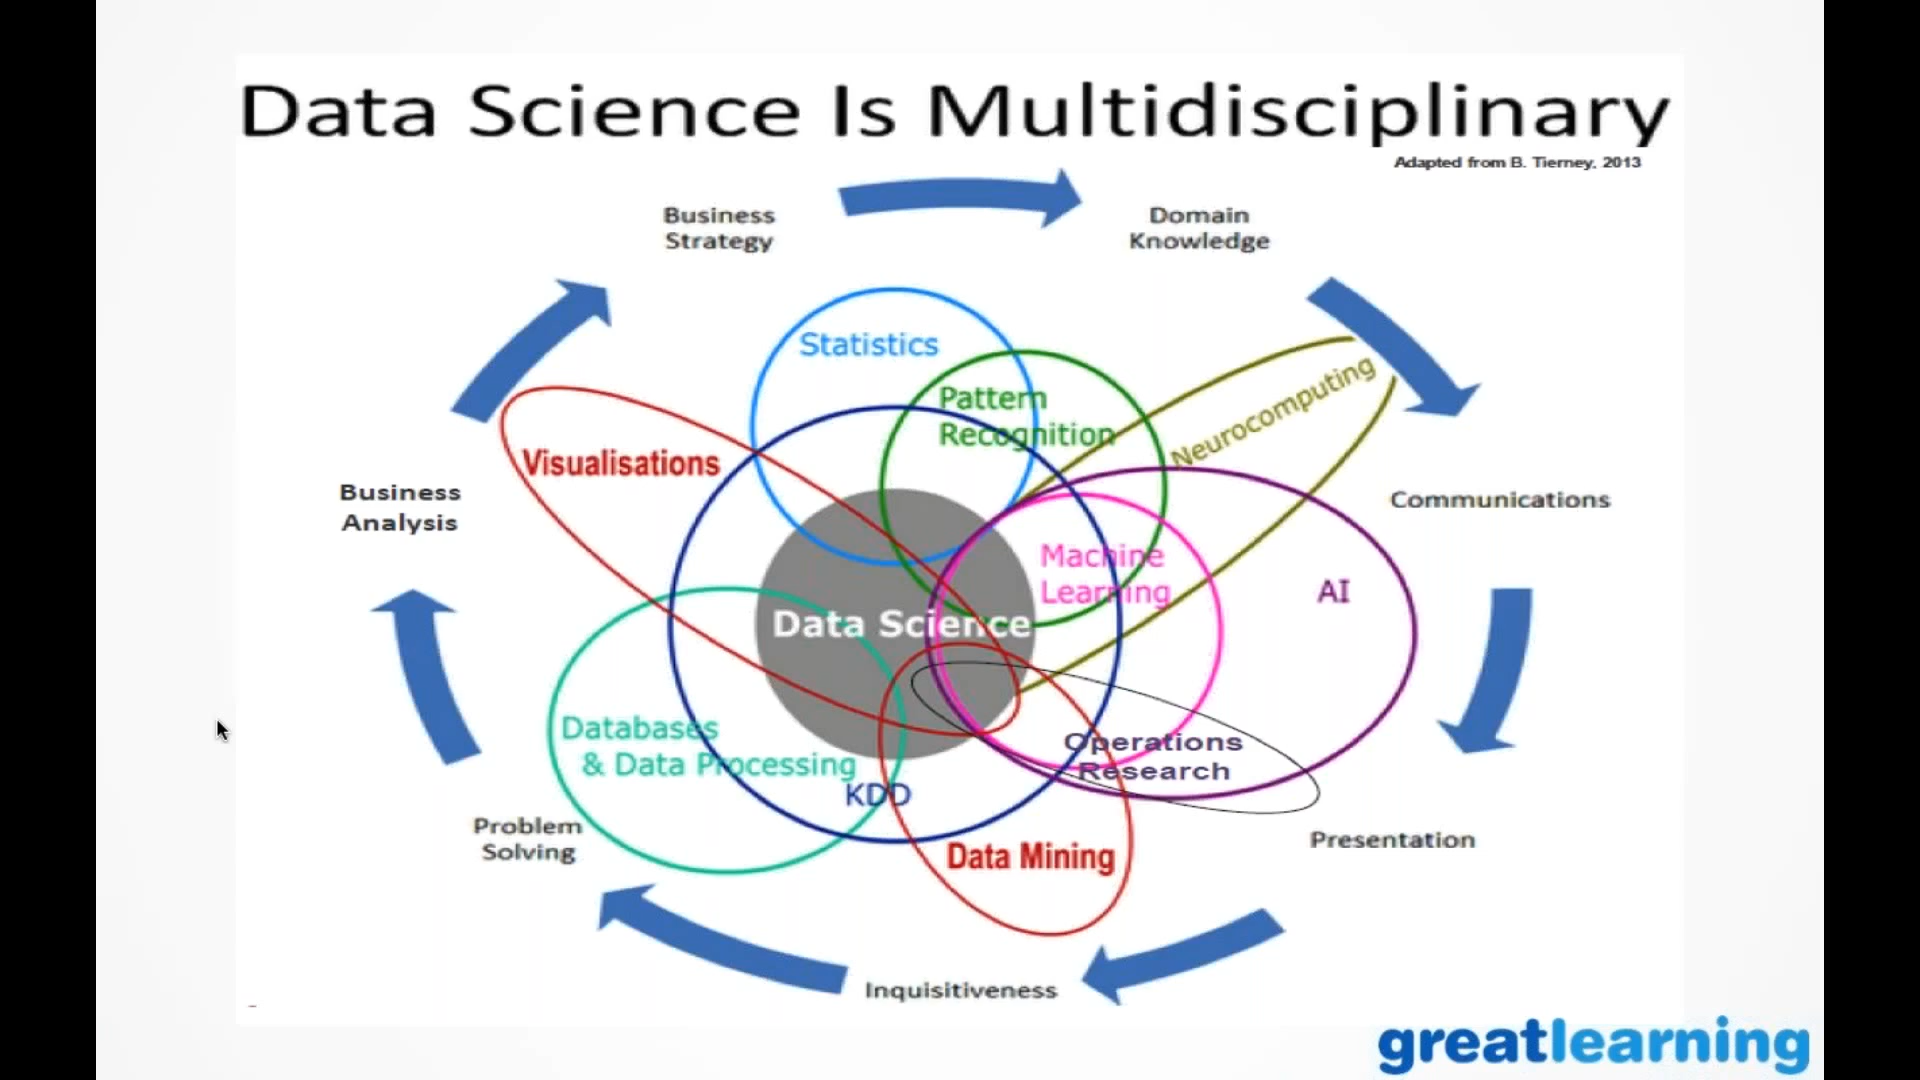 Data Science Is Multidisciplinary
Adapted from B. Tierney, 2013
Business
Strategy
Domain
Knowledge
Statistics
Pattern
Recognition
Neurocomputing
Visualisations
Business
Analysis
Communications
Machine
Learning
AI
Data Science
Databases
& Data Processing
KDD
Operations
Research
Problem
Solving
Data Mining
Presentation
Inquisitiveness
greatlearning